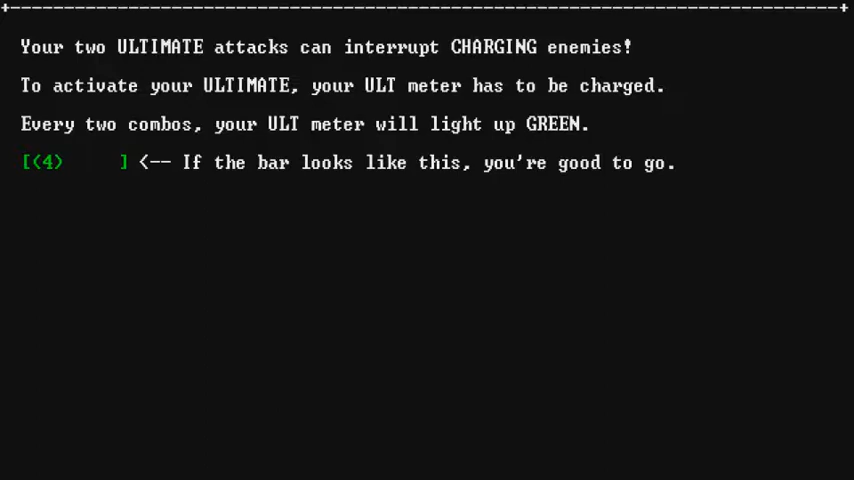 Your two ULTIMATE attacks can interrupt CHARGING enemies!
To activate your ULTIMATE, your ULT meter has to be charged.
Every two combos, your ULT meter will light up GREEN.
[(4)     ] <-- If the bar looks like this, you're good to go.